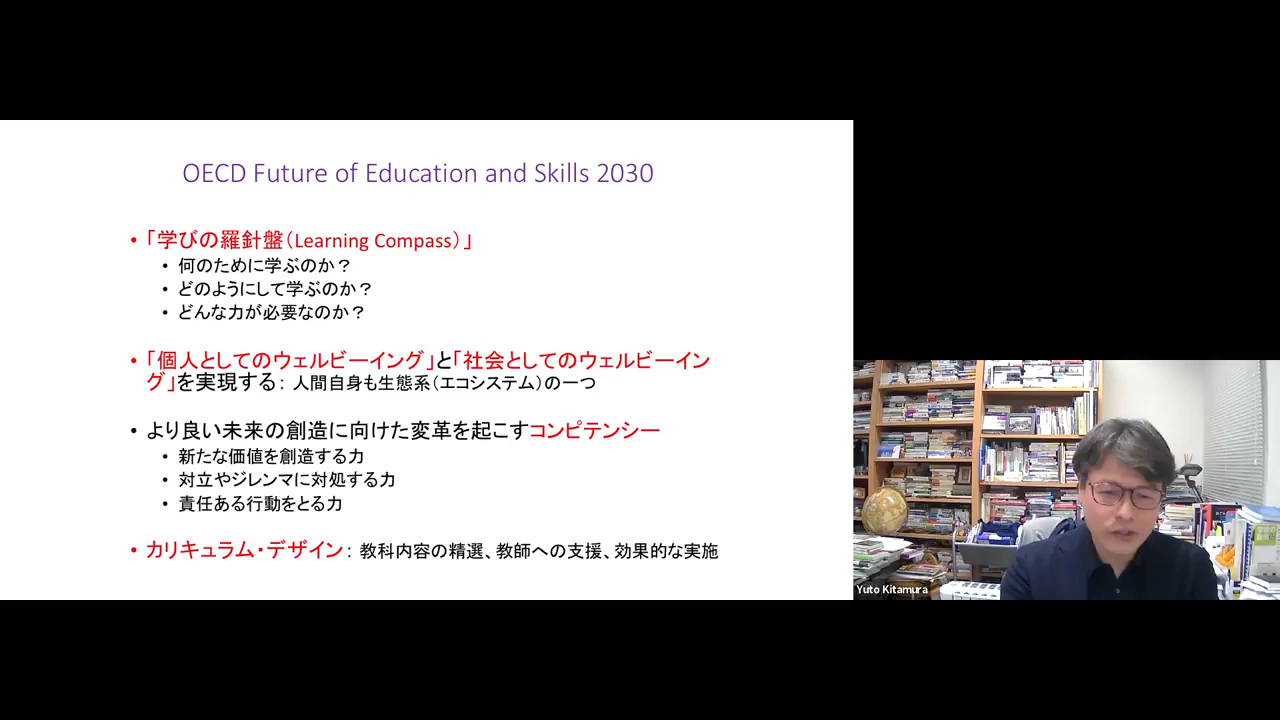 OECD Future of Education and Skills 2030
• 「学びの羅針盤（Learning Compass）」
• 何のために学ぶのか？
• どのようにして学ぶのか？
• どんな力が必要なのか？
• 「個人としてのウェルビーイング」と「社会としてのウェルビーイン
グ」を実現する： 人間自身も生態系（エコシステム）の一つ
• より良い未来の創造に向けた変革を起こすコンピテンシー
• 新たな価値を創造する力
• 対立やジレンマに対処する力
• 責任ある行動をとる力
• カリキュラム・デザイン： 教科内容の精選、教師への支援、効果的な実施
Yuto Kitamura